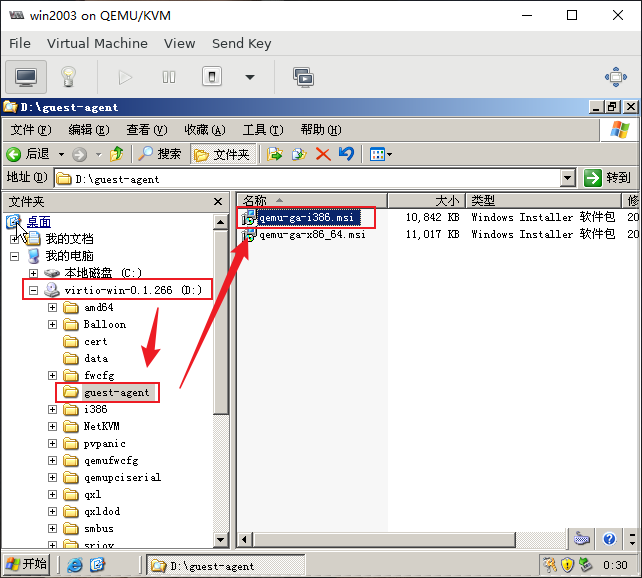 win2003 on QEMU/KVM
File Virtual Machine View Send Key
D:\guest-agent
文件(F) 编辑(E) 查看(V) 收藏(A) 工具(T) 帮助(H)
后退 搜索 文件夹
地址(D) D:\guest-agent 转到
文件夹
桌面
我的文档
我的电脑
本地磁盘 (C:)
virtio-win-0.1.266 (D:)
amd64
Balloon
cert
data
fwcfg
guest-agent
i386
NetKVM
pvpanic
qemufwcfg
qemupciserial
qxl
qxldod
smbus
sriov
名称 大小 类型 修
qemu-ga-i386.msi 10,842 KB Windows Installer 软件包 20
qemu-ga-x86_64.msi 11,017 KB Windows Installer 软件包 20
开始 D:\guest-agent 0:30